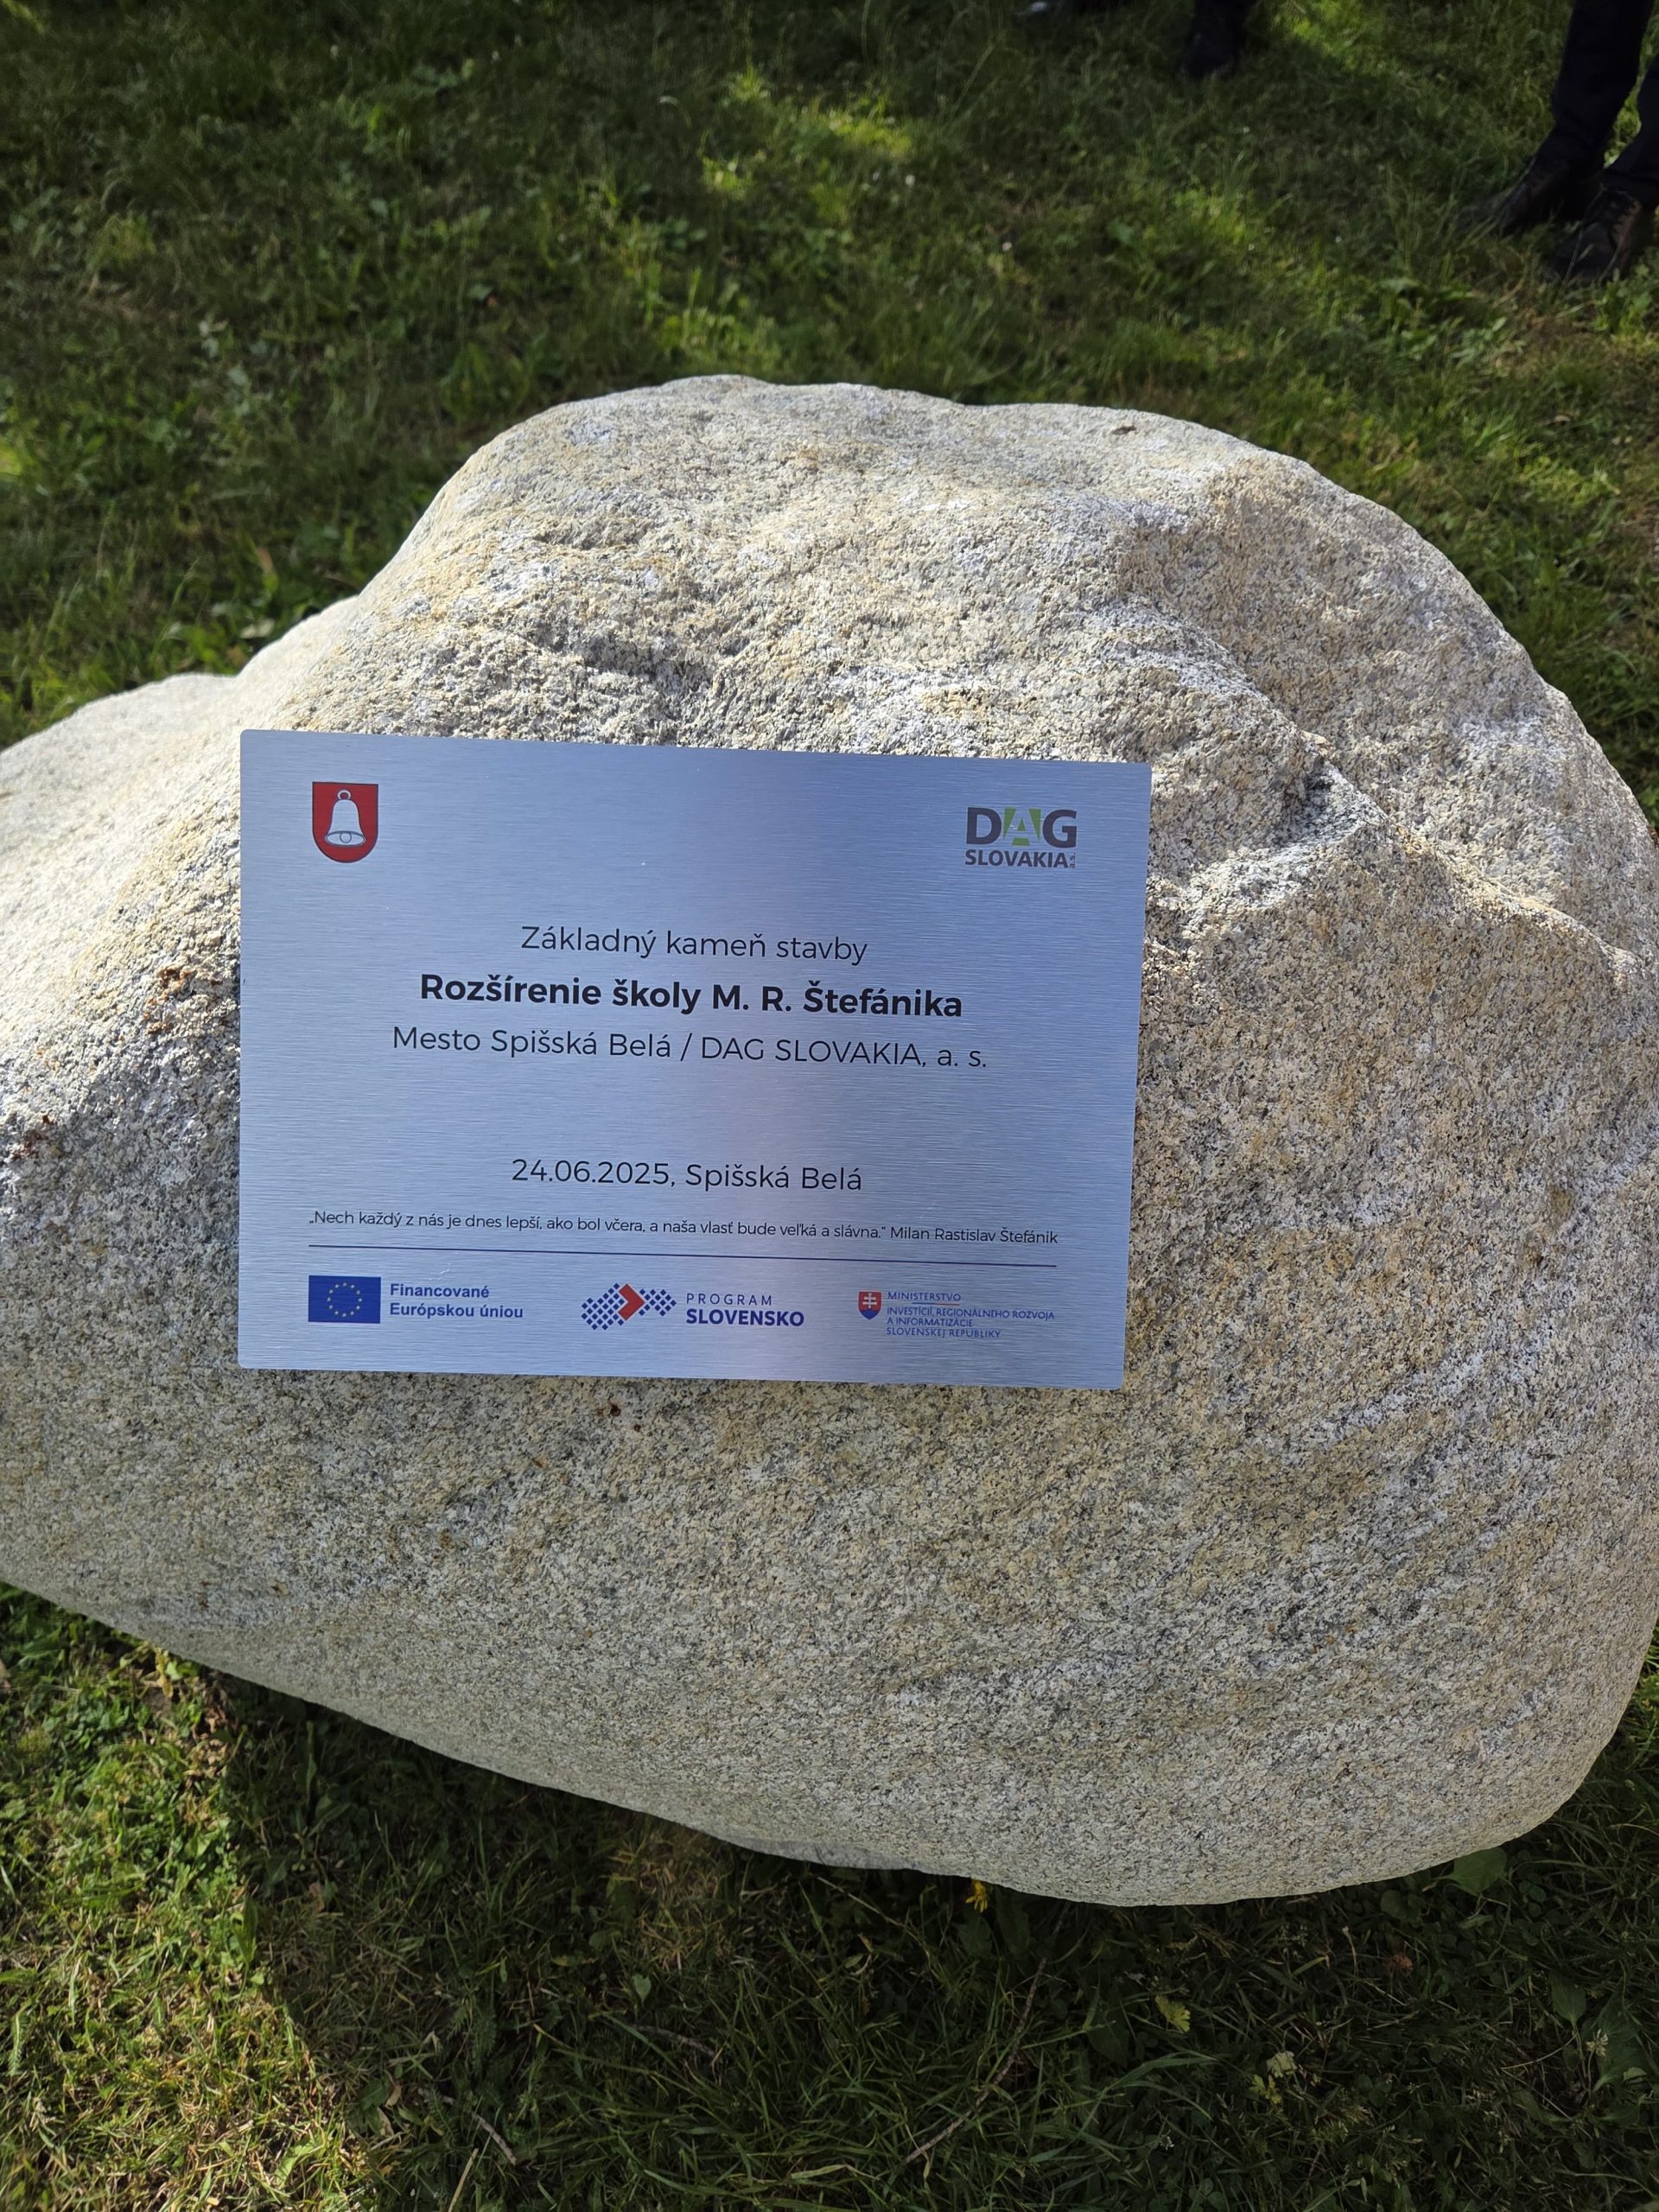 DAG
SLOVAKIA a.s.
Základný kameň stavby
Rozšírenie školy M. R. Štefánika
Mesto Spišská Belá / DAG SLOVAKIA, a. s.
24.06.2025, Spišská Belá
„Nech každý z nás je dnes lepší, ako bol včera, a naša vlasť bude veľká a slávna.“ Milan Rastislav Štefánik
Financované
Európskou úniou
PROGRAM
SLOVENSKO
MINISTERSTVO
INVESTÍCIÍ, REGIONÁLNEHO ROZVOJA
A INFORMATIZÁCIE
SLOVENSKEJ REPUBLIKY